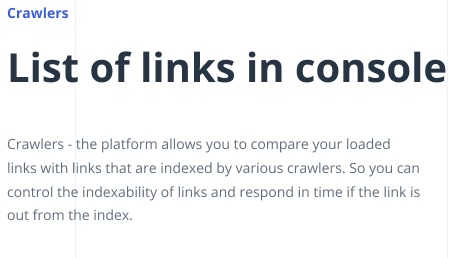 Crawlers
List of links in console
Crawlers - the platform allows you to compare your loaded
links with links that are indexed by various crawlers. So you can
control the indexability of links and respond in time if the link is
out from the index.